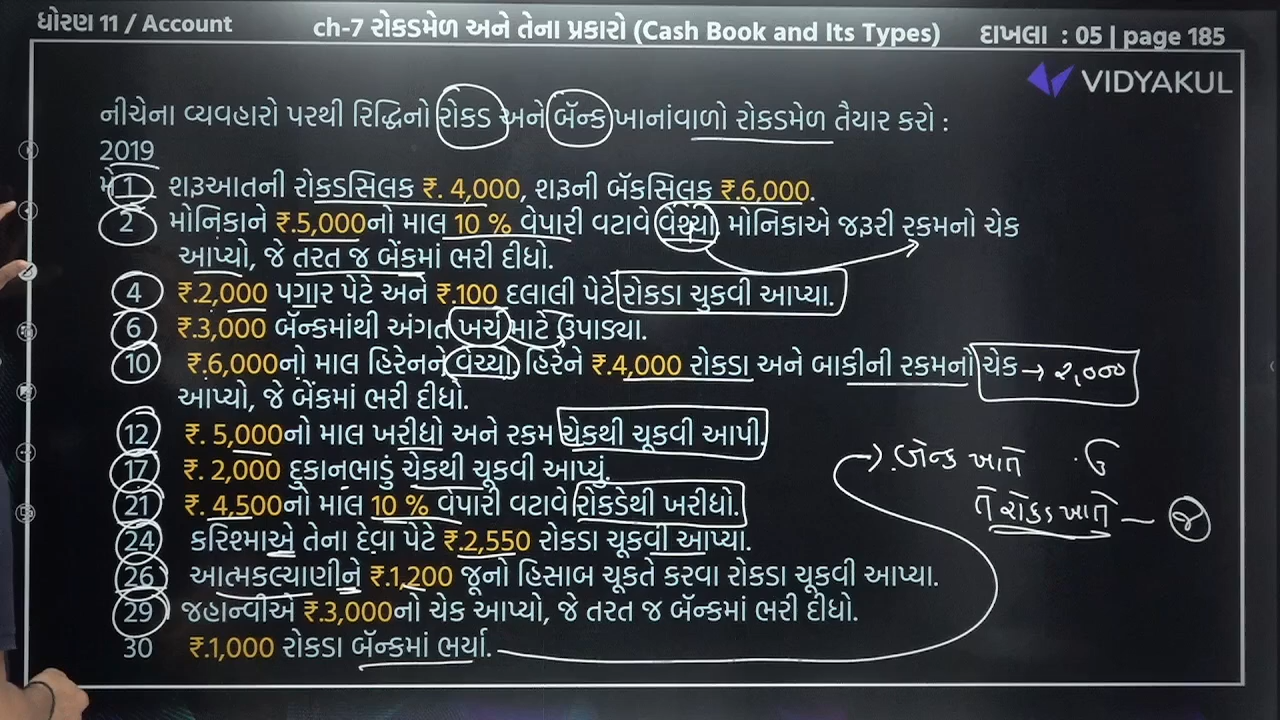 ધોરણ 11 / Account ch-7 રોકડમેળ અને તેના પ્રકારો (Cash Book and Its Types) દાખલા : 05 | page 185
VIDYAKUL
નીચેના વ્યવહારો પરથી રિદ્ધિનો રોકડ અને બૅન્ક ખાનાંવાળો રોકડમેળ તૈયાર કરો :
2019
મે 1 શરૂઆતની રોકડસિલક ₹. 4,000, શરૂની બૅકસિલક ₹.6,000.
2 મોનિકાને ₹.5,000નો માલ 10 % વેપારી વટાવે વેચ્યો, મોનિકાએ જરૂરી રકમનો ચેક
આપ્યો, જે તરત જ બેંકમાં ભરી દીધો.
4 ₹.2,000 પગાર પેટે અને ₹.100 દલાલી પેટે રોકડા ચુકવી આપ્યા.
6 ₹.3,000 બૅન્કમાંથી અંગત ખર્ચ માટે ઉપાડ્યા.
10 ₹.6,000નો માલ હિરેનને વેચ્યો, હિરેને ₹.4,000 રોકડા અને બાકીની રકમનો ચેક → ૨,૦૦૦
આપ્યો, જે બેંકમાં ભરી દીધો.
12 ₹. 5,000નો માલ ખરીધો અને રકમ ચેકથી ચૂકવી આપી.
17 ₹. 2,000 દુકાનભાડું ચેકથી ચૂકવી આપ્યું.
બૅન્ક ખાતે ઉ
21 ₹. 4,500નો માલ 10 % વેપારી વટાવે રોકડેથી ખરીધો.
તે રોકડ ખાતે — જ
24 કરિશ્માએ તેના દેવા પેટે ₹.2,550 રોકડા ચૂકવી આપ્યા.
26 આત્મકલ્યાણીને ₹.1,200 જૂનો હિસાબ ચૂકતે કરવા રોકડા ચૂકવી આપ્યા.
29 જહાન્વીએ ₹.3,000નો ચેક આપ્યો, જે તરત જ બૅન્કમાં ભરી દીધો.
30 ₹.1,000 રોકડા બૅન્કમાં ભર્યા.